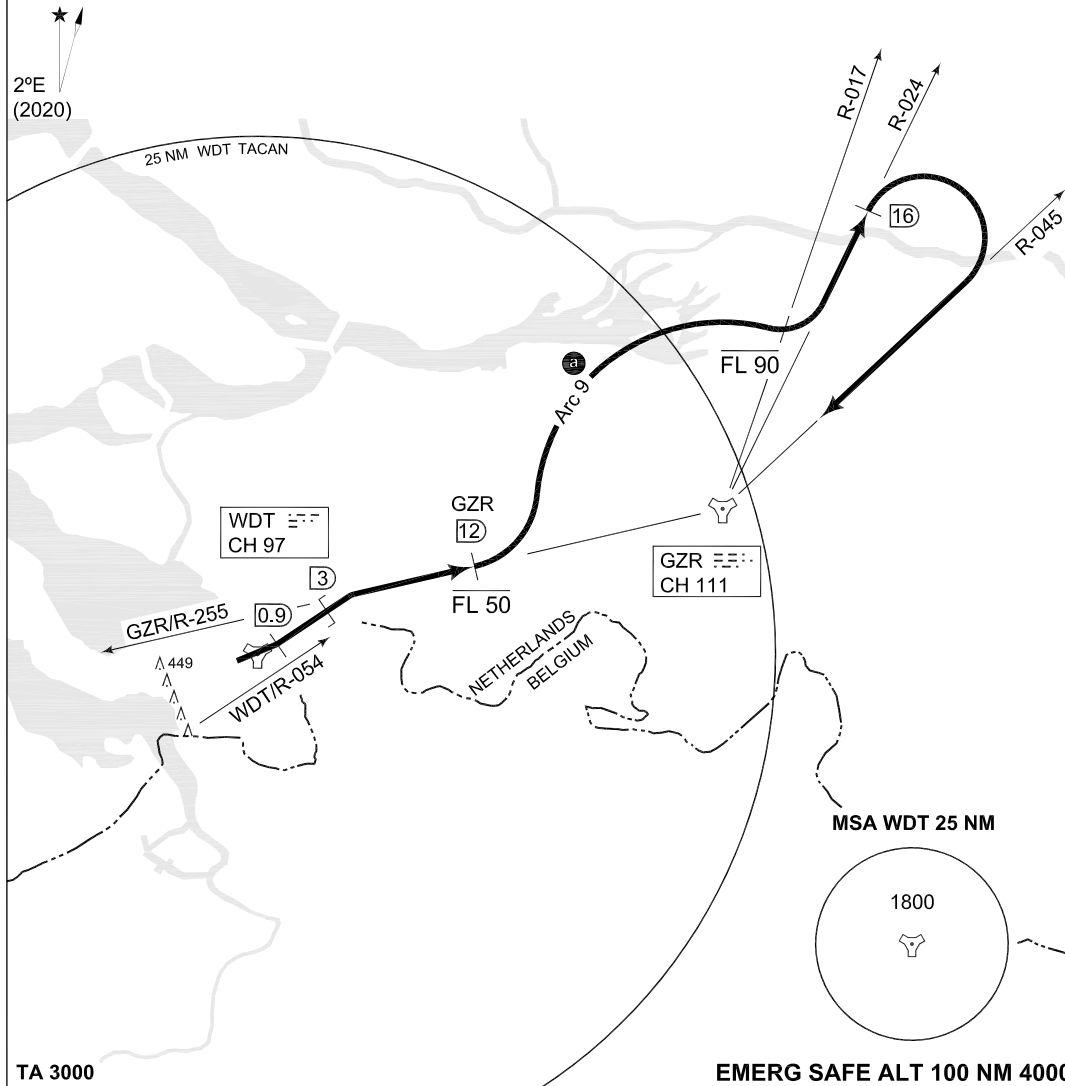 2ºE
(2020)
25 NM WDT TACAN
R-017
R-024
16
R-045
FL 90
a
Arc 9
GZR
12
FL 50
WDT
CH 97
GZR
CH 111
3
0.9
GZR/R-255
449
WDT/R-054
NETHERLANDS
BELGIUM
MSA WDT 25 NM
1800
TA 3000
EMERG SAFE ALT 100 NM 4000